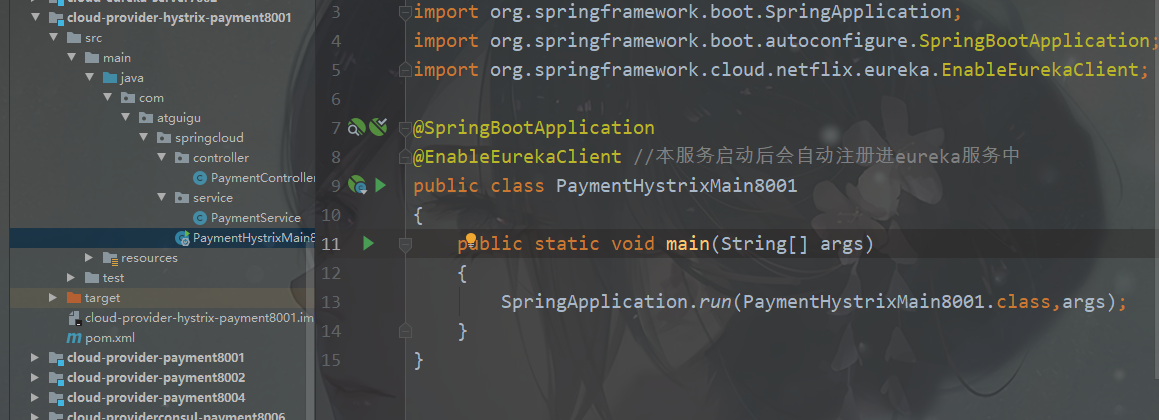 cloud-provider-hystrix-payment8001
src
main
java
com
atguigu
springcloud
controller
PaymentController
service
PaymentService
PaymentHystrixMain8
resources
test
target
cloud-provider-hystrix-payment8001.im
pom.xml
cloud-provider-payment8001
cloud-provider-payment8002
cloud-provider-payment8004
cloud-providerconsul-payment8006
3 import org.springframework.boot.SpringApplication;
4 import org.springframework.boot.autoconfigure.SpringBootApplication;
5 import org.springframework.cloud.netflix.eureka.EnableEurekaClient;
6
7 @SpringBootApplication
8 @EnableEurekaClient //本服务启动后会自动注册进eureka服务中
9 public class PaymentHystrixMain8001
10 {
11 public static void main(String[] args)
12 {
13 SpringApplication.run(PaymentHystrixMain8001.class,args);
14 }
15 }